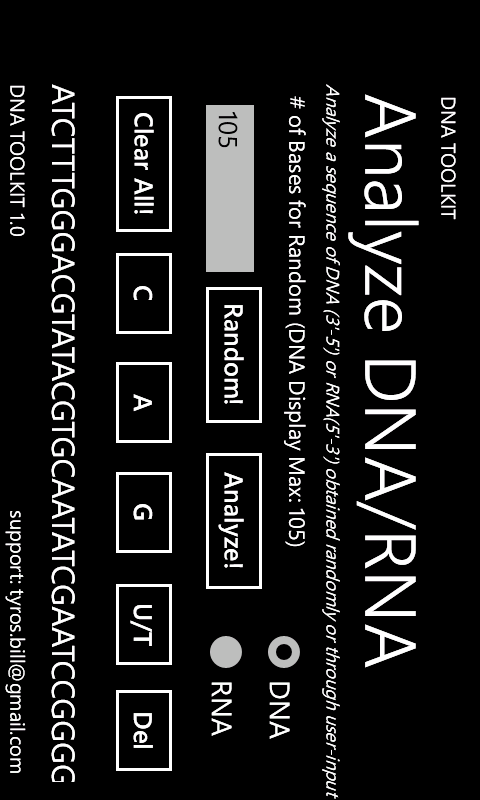 DNA TOOLKIT
Analyze DNA/RNA
Analyze a sequence of DNA (3'-5') or RNA(5'-3') obtained randomly or through user-input
# of Bases for Random (DNA Display Max: 105)
105
Random!
Analyze!
DNA
RNA
Clear All!
C
A
G
U/T
Del
ATCTTTGGGACGTATACGTGCAATATCGAATCCGGGG
DNA TOOLKIT 1.0
support: tyros.bill@gmail.com